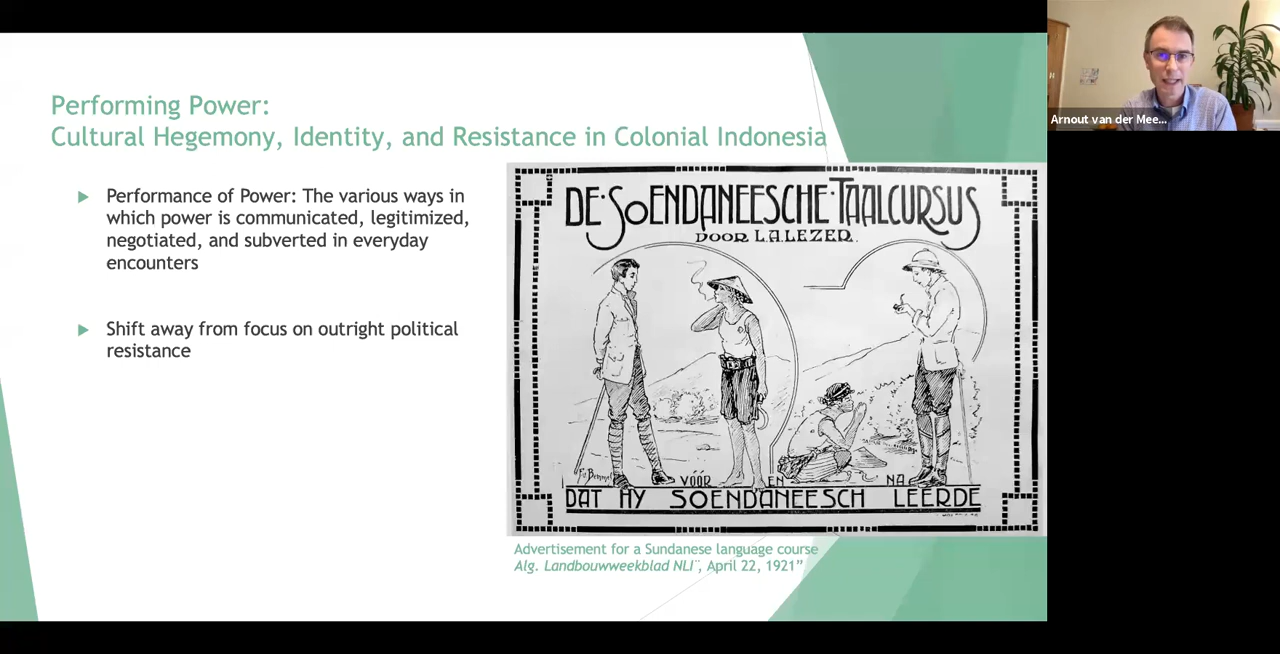 Performing Power:
Cultural Hegemony, Identity, and Resistance in Colonial Indonesia
Performance of Power: The various ways in
which power is communicated, legitimized,
negotiated, and subverted in everyday
encounters
Shift away from focus on outright political
resistance
DE·SOENDANEESCHE·TAALCURSUS
DOOR L.A.LEZER.
VÓÓR EN NA
DAT HY SOENDANEESCH LEERDE
Advertisement for a Sundanese language course
Alg. Landbouwweekblad NLI¨, April 22, 1921”
Arnout van der Mee...